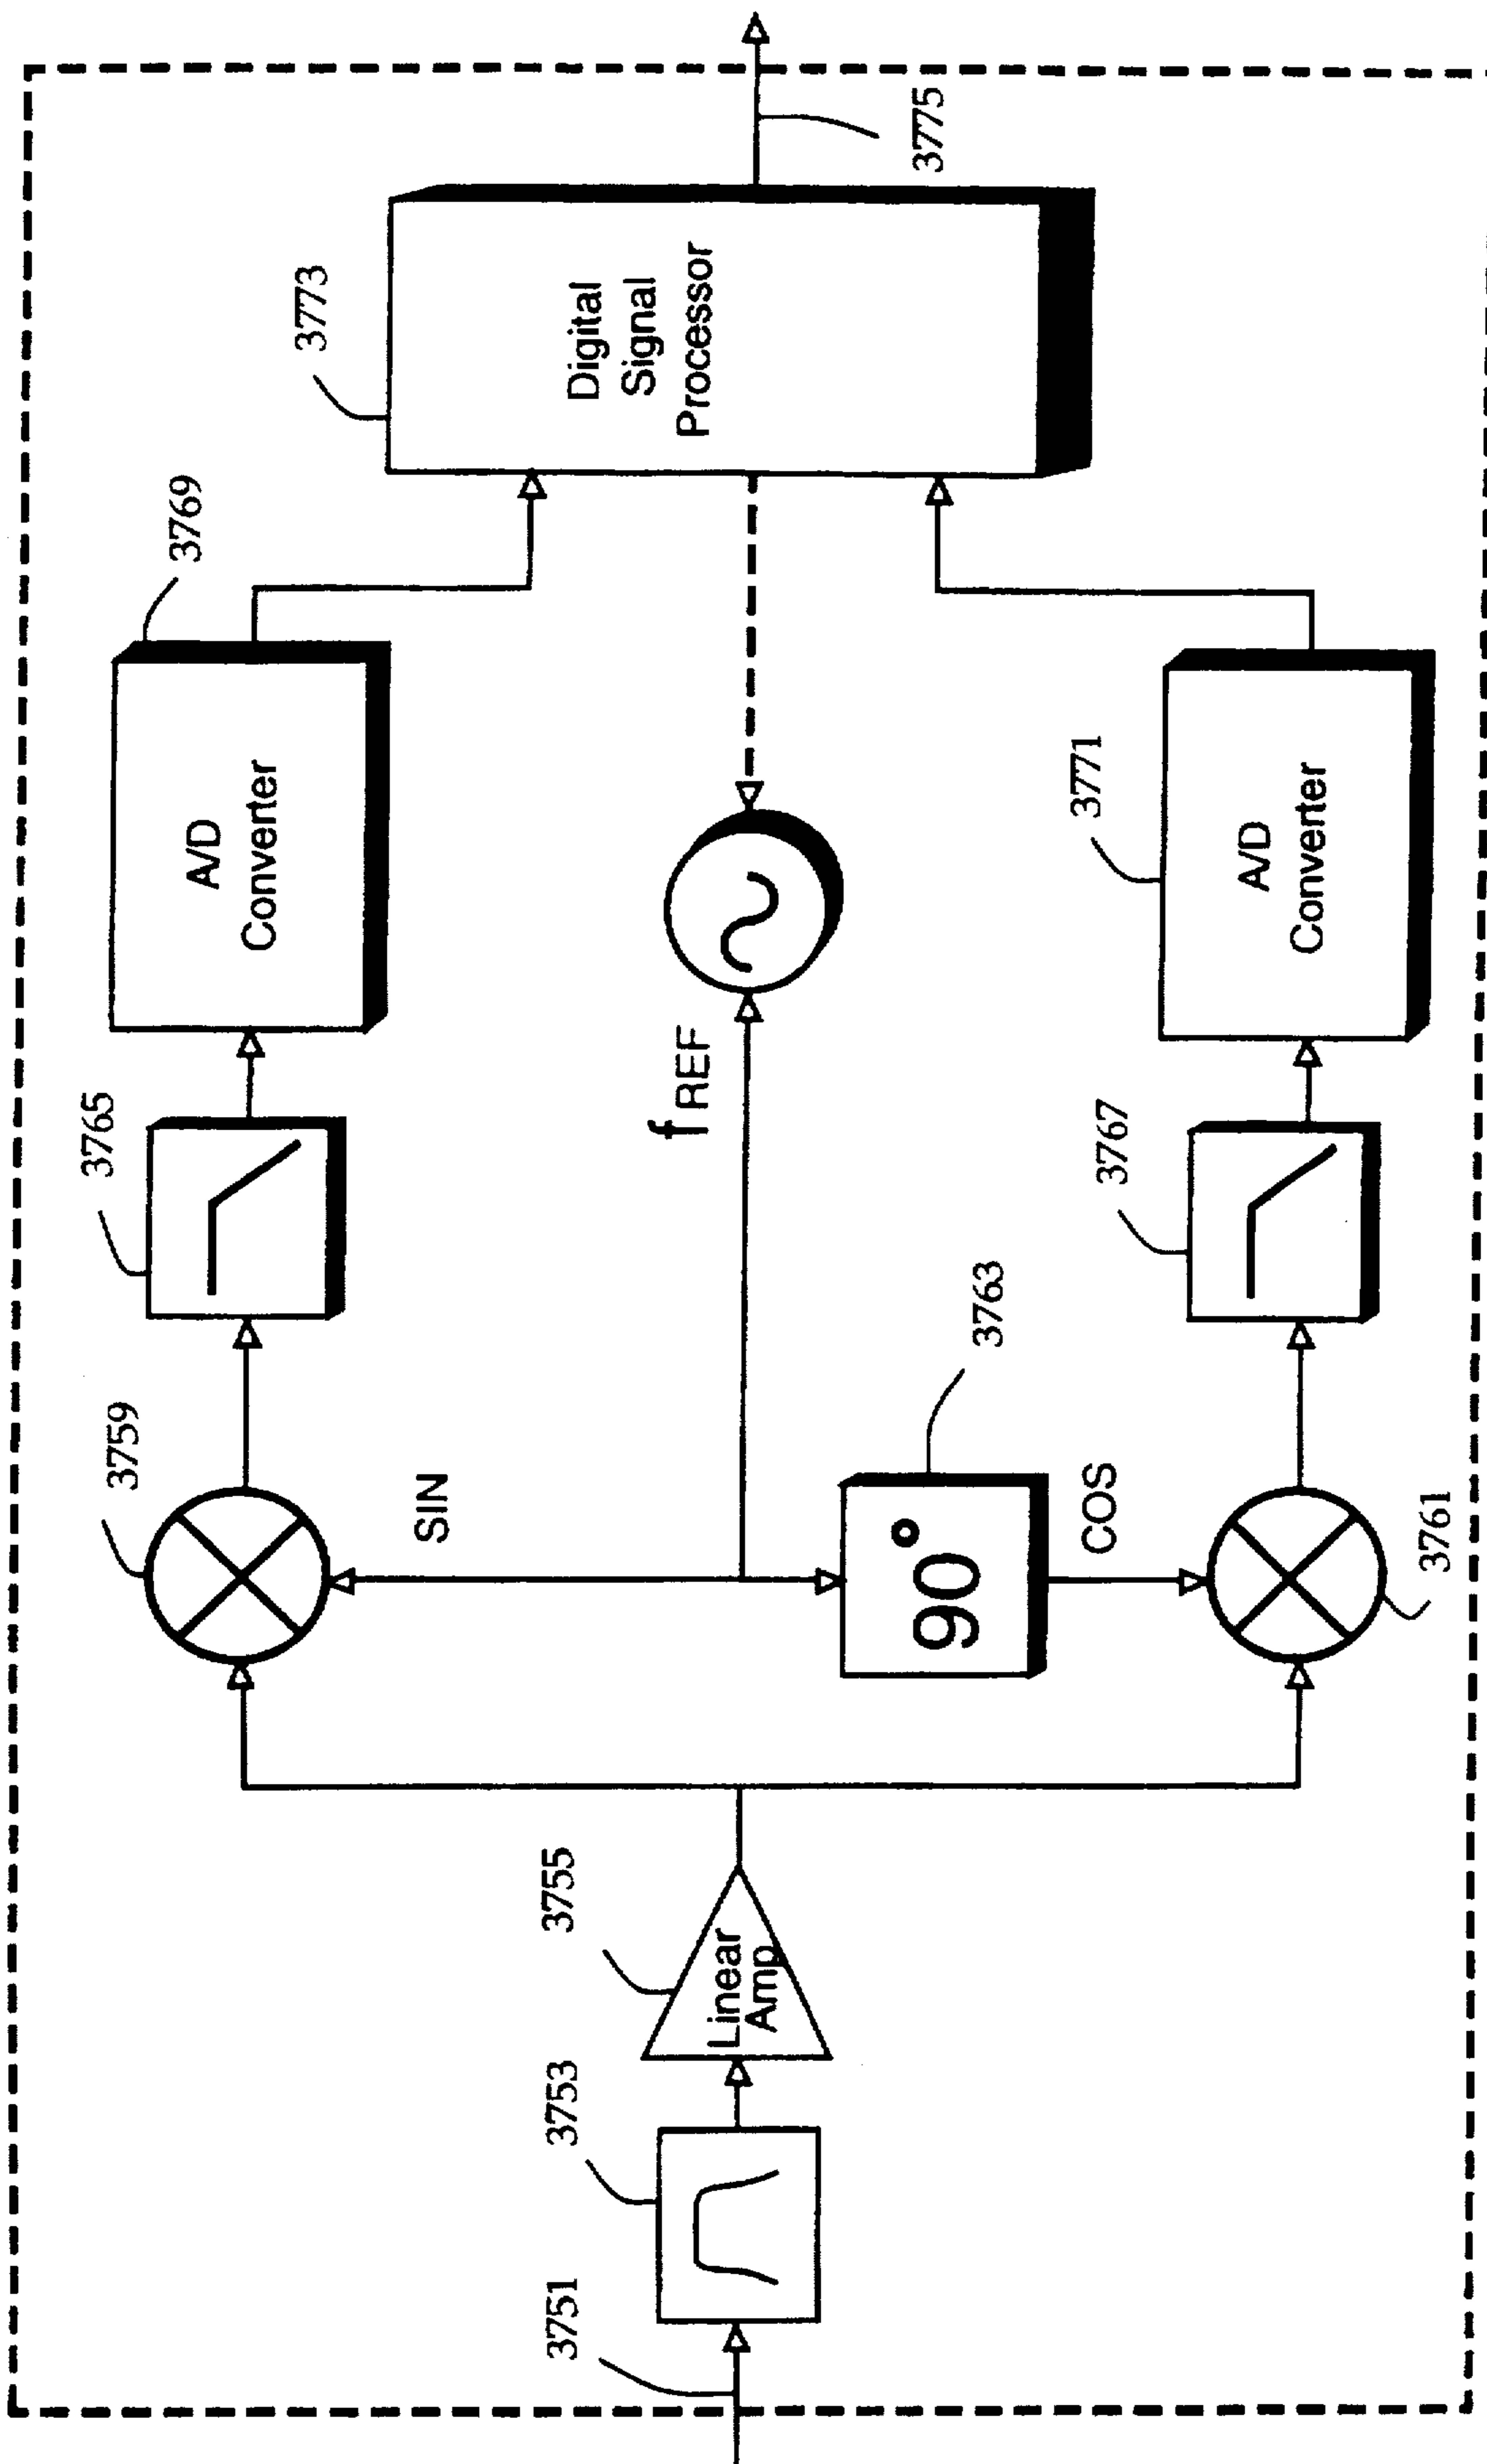 3751
3753
3755
Linear
Amp
3759
SIN
90°
3763
COS
3761
3765
fREF
3767
A/D
Converter
3769
A/D
Converter
3771
Digital
Signal
Processor
3773
3775